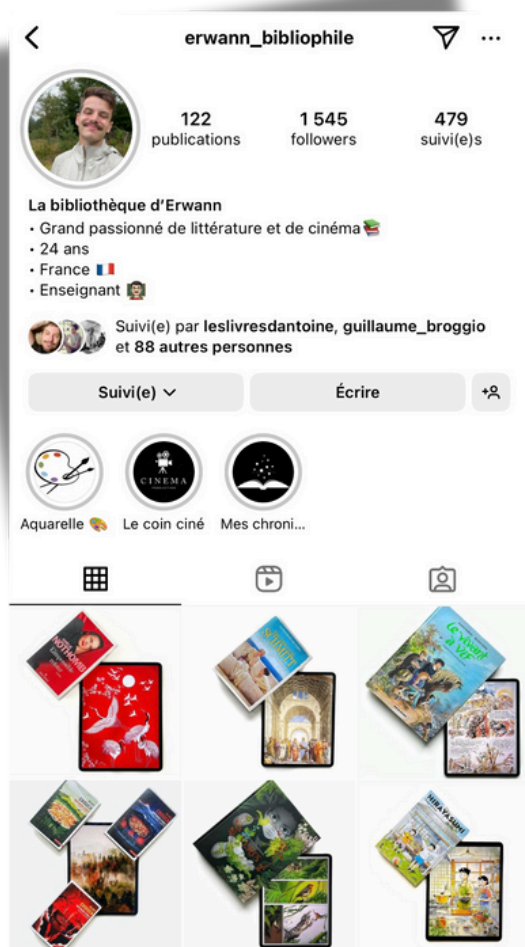 erwann_bibliophile
122
publications
1 545
followers
479
suivi(e)s
La bibliothèque d'Erwann
• Grand passionné de littérature et de cinéma📚
• 24 ans
• France 🇫🇷
• Enseignant 👨🏻‍🏫
Suivi(e) par leslivresdantoine, guillaume_broggio
et 88 autres personnes
Suivi(e)
Écrire
CINEMA
Aquarelle 🎨
Le coin ciné
Mes chroni...
NOTHOMB
le vivant
à vif
HIRAYASUMI